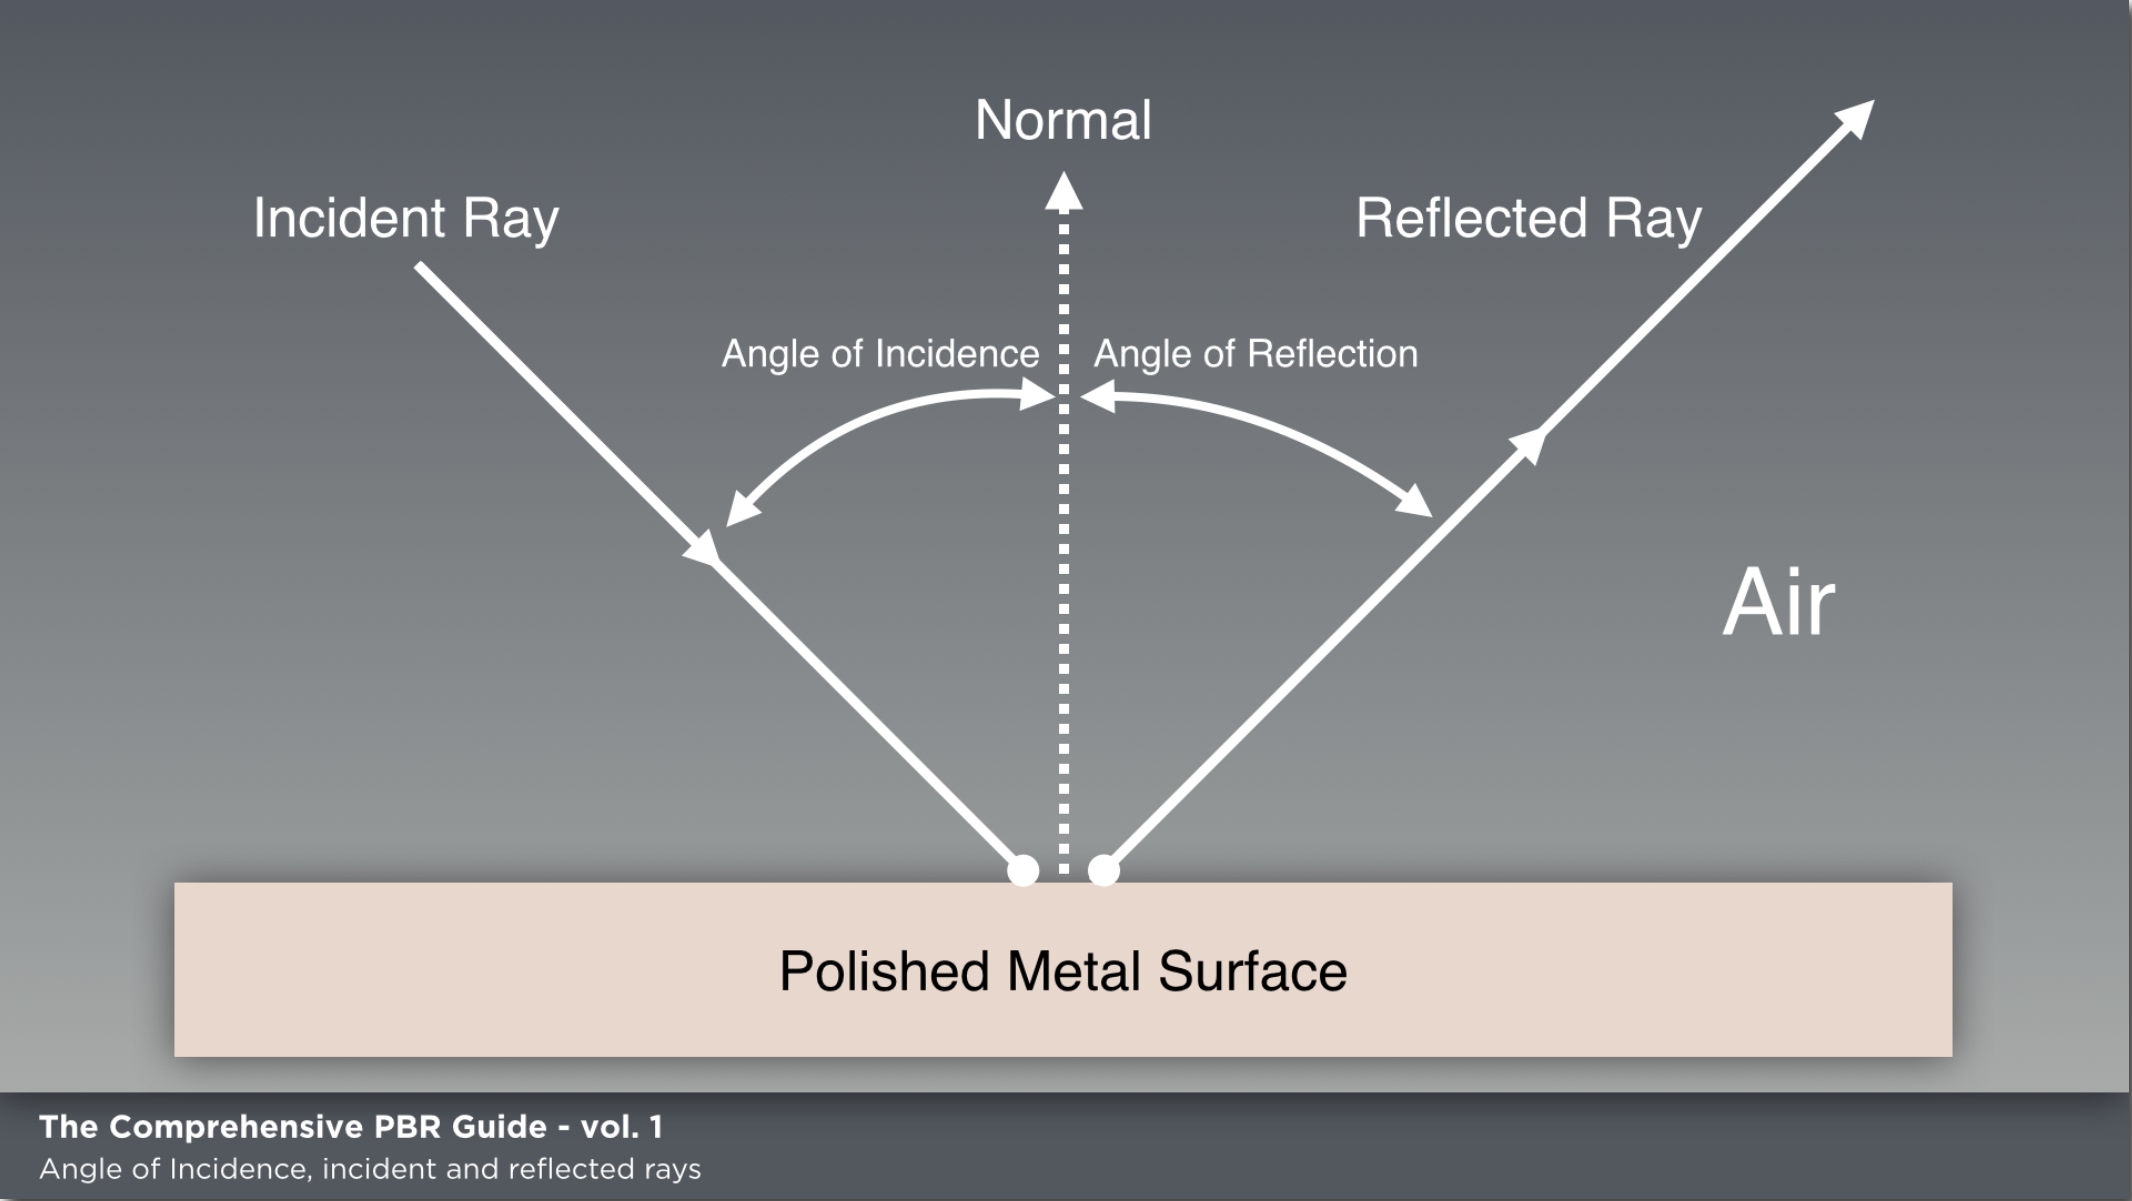 Normal
Incident Ray
Reflected Ray
Angle of Incidence
Angle of Reflection
Air
Polished Metal Surface
The Comprehensive PBR Guide - vol. 1
Angle of Incidence, incident and reflected rays